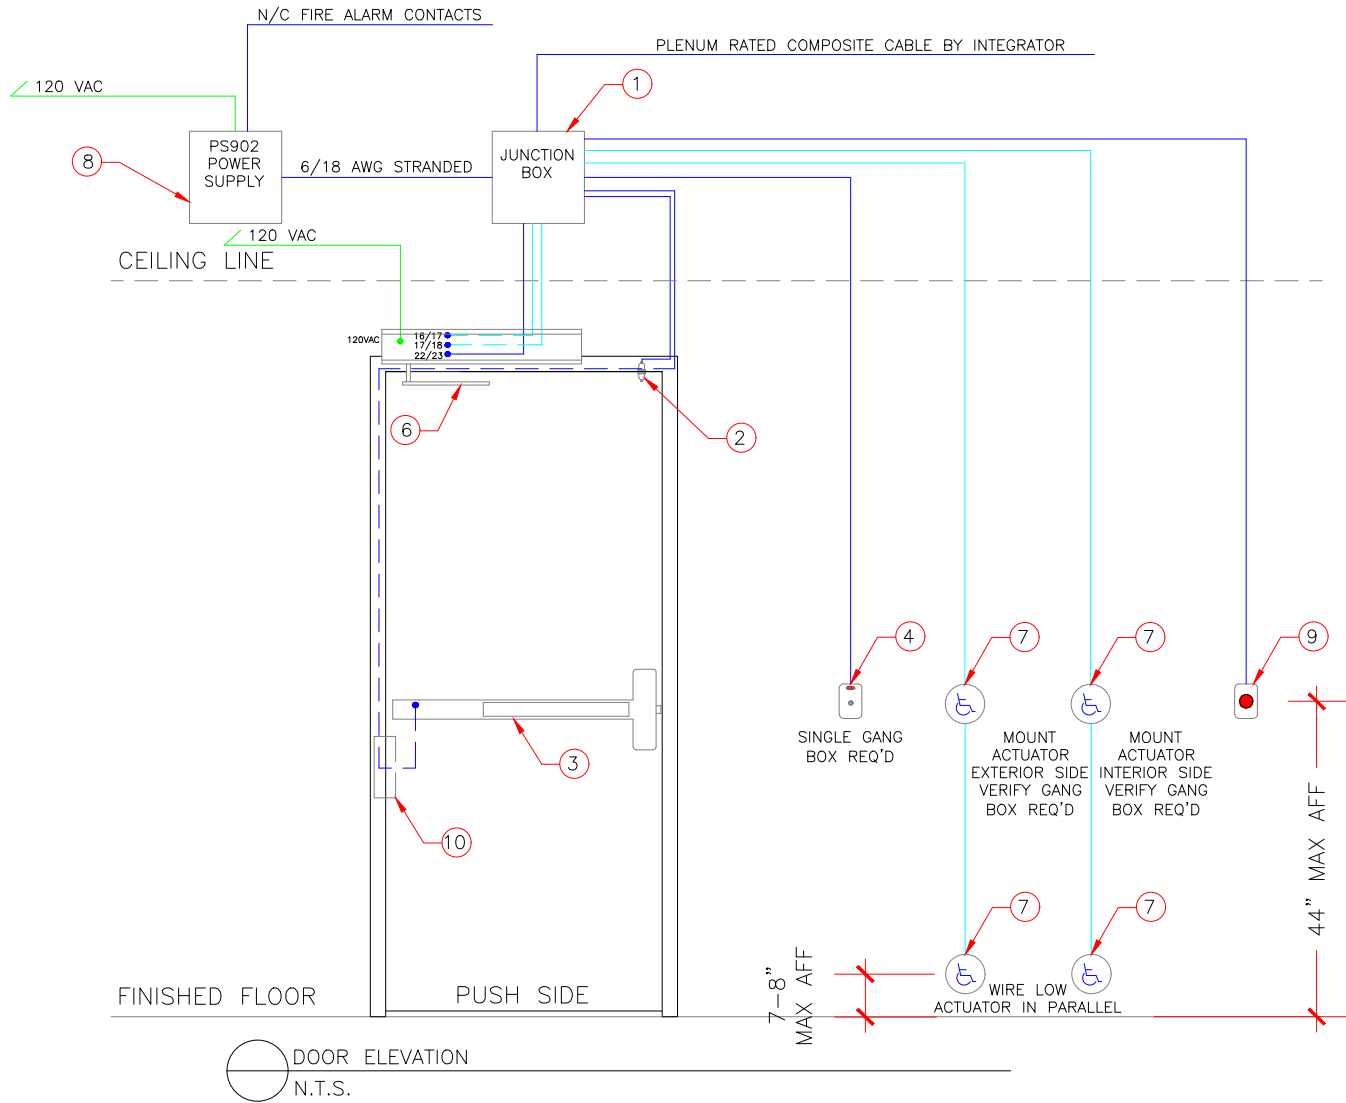 N/C FIRE ALARM CONTACTS
PLENUM RATED COMPOSITE CABLE BY INTEGRATOR
120 VAC
1
8
PS902
POWER
SUPPLY
6/18 AWG STRANDED
JUNCTION
BOX
120 VAC
CEILING LINE
120VAC
16/17
17/18
22/23
6
2
4
7
7
9
SINGLE GANG
BOX REQ'D
MOUNT
ACTUATOR
EXTERIOR SIDE
VERIFY GANG
BOX REQ'D
MOUNT
ACTUATOR
INTERIOR SIDE
VERIFY GANG
BOX REQ'D
3
10
44" MAX AFF
7
7
7-8"
MAX AFF
WIRE LOW
ACTUATOR IN PARALLEL
FINISHED FLOOR
PUSH SIDE
DOOR ELEVATION
N.T.S.